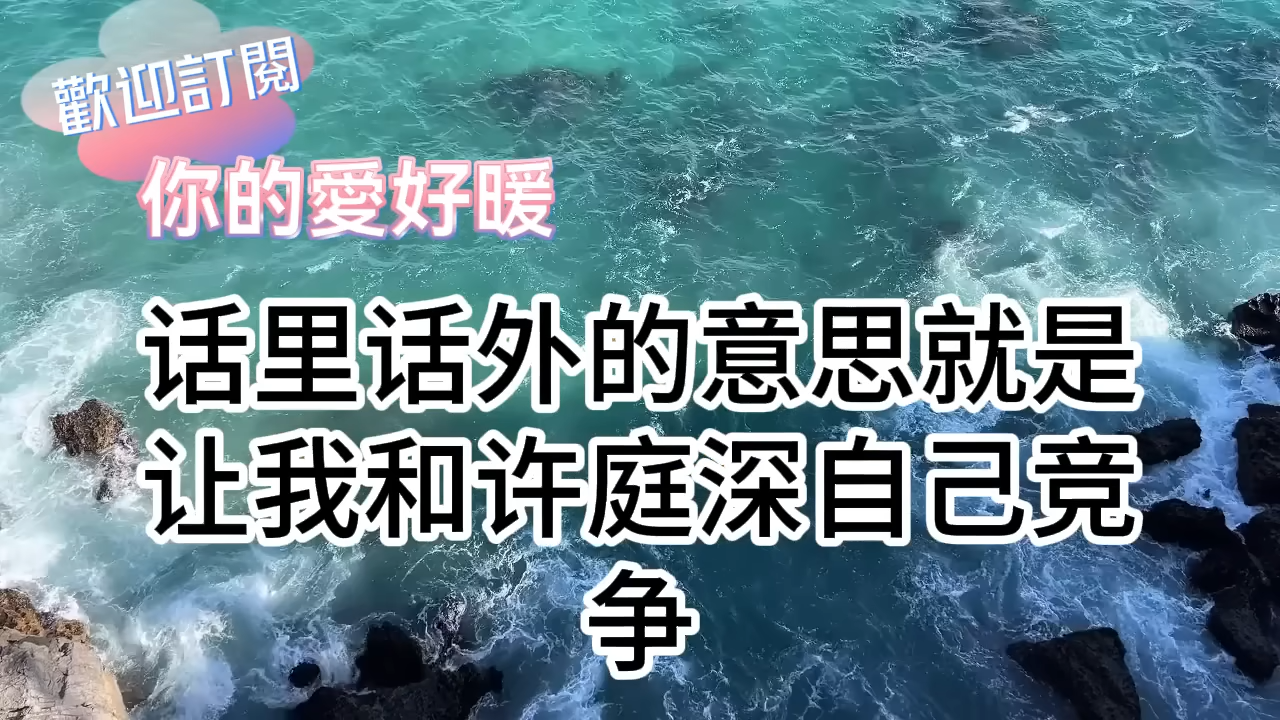 歡迎訂閱
你的愛好暖
话里话外的意思就是
让我和许庭深自己竞
争